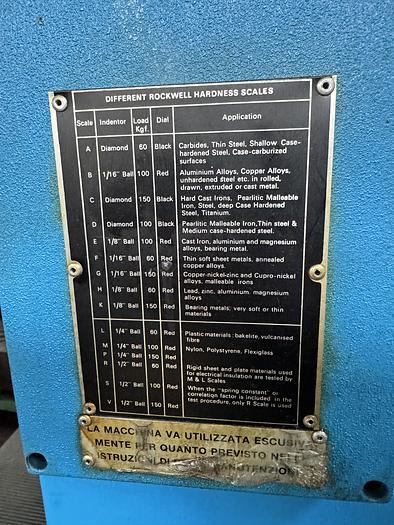 DIFFERENT ROCKWELL HARDNESS SCALES
Scale Indentor Load Kgf. Dial Application
A Diamond 60 Black Carbides, Thin Steel, Shallow Case-
hardened Steel, Case-carburized
surfaces
B 1/16" Ball 100 Red Aluminium Alloys, Copper Alloys,
unhardened steel etc. in rolled,
drawn, extruded or cast metal.
C Diamond 150 Black Hard Cast Irons, Pearlitic Malleable
Iron, Steel, deep Case Hardened
Steel, Titanium.
D Diamond 100 Black Pearlitic Malleable Iron,Thin steel &
Medium case-hardened steel.
E 1/8" Ball 100 Red Cast Iron, aluminium and magnesium
alloys, bearing metal.
F 1/16" Ball 60 Red Thin soft sheet metals, annealed
copper alloys.
G 1/16" Ball 150 Red Copper-nickel-zinc and Cupro-nickel
alloys, malleable irons
H 1/8" Ball 60 Red Lead, zinc, aluminium, magnesium
alloys
K 1/8" Ball 150 Red Bearing metals; very soft or thin
materials
L 1/4" Ball 60 Red Plastic materials: bakelite, vulcanised
fibre
M 1/4" Ball 100 Red Nylon, Polystyrene, Flexiglass
P 1/4" Ball 150 Red
R 1/2" Ball 60 Red Rigid sheet and plate materials used
for electrical insulation are tested by
M & L Scales
S 1/2" Ball 100 Red When the "spring constant" or
correlation factor is included in the
V 1/2" Ball 150 Red test procedure, only R Scale is used
LA MACCHINA VA UTILIZZATA ESCUSIV
MENTE PER QUANTO PREVISTO NELLE
ISTRUZIONI DI MANUTENZION